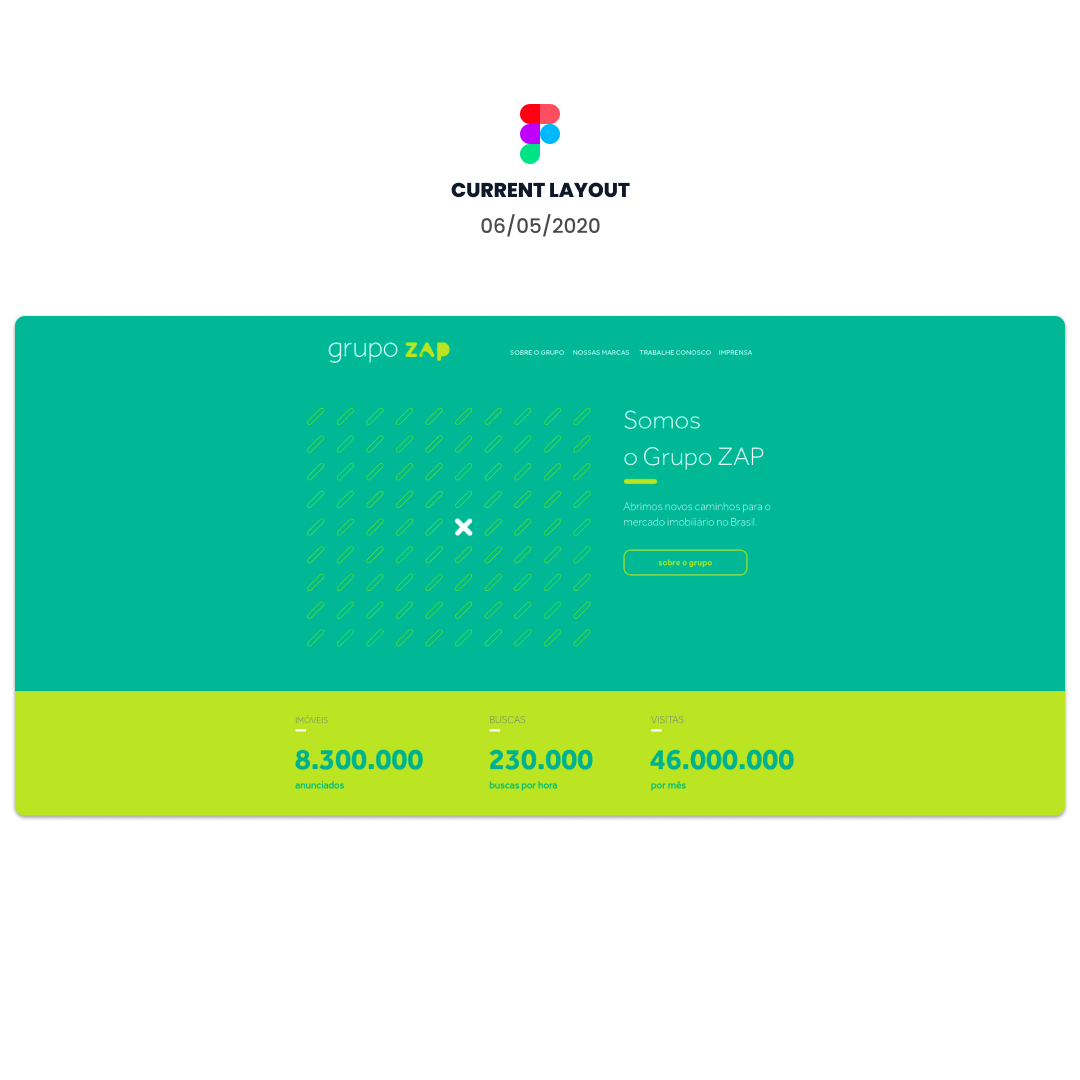 CURRENT LAYOUT
06/05/2020
grupo ZAP
SOBRE O GRUPO NOSSAS MARCAS TRABALHE CONOSCO IMPRENSA
Somos
o Grupo ZAP
Abrimos novos caminhos para o
mercado imobiliário no Brasil.
sobre o grupo
IMÓVEIS
8.300.000
anunciados
BUSCAS
230.000
buscas por hora
VISITAS
46.000.000
por mês